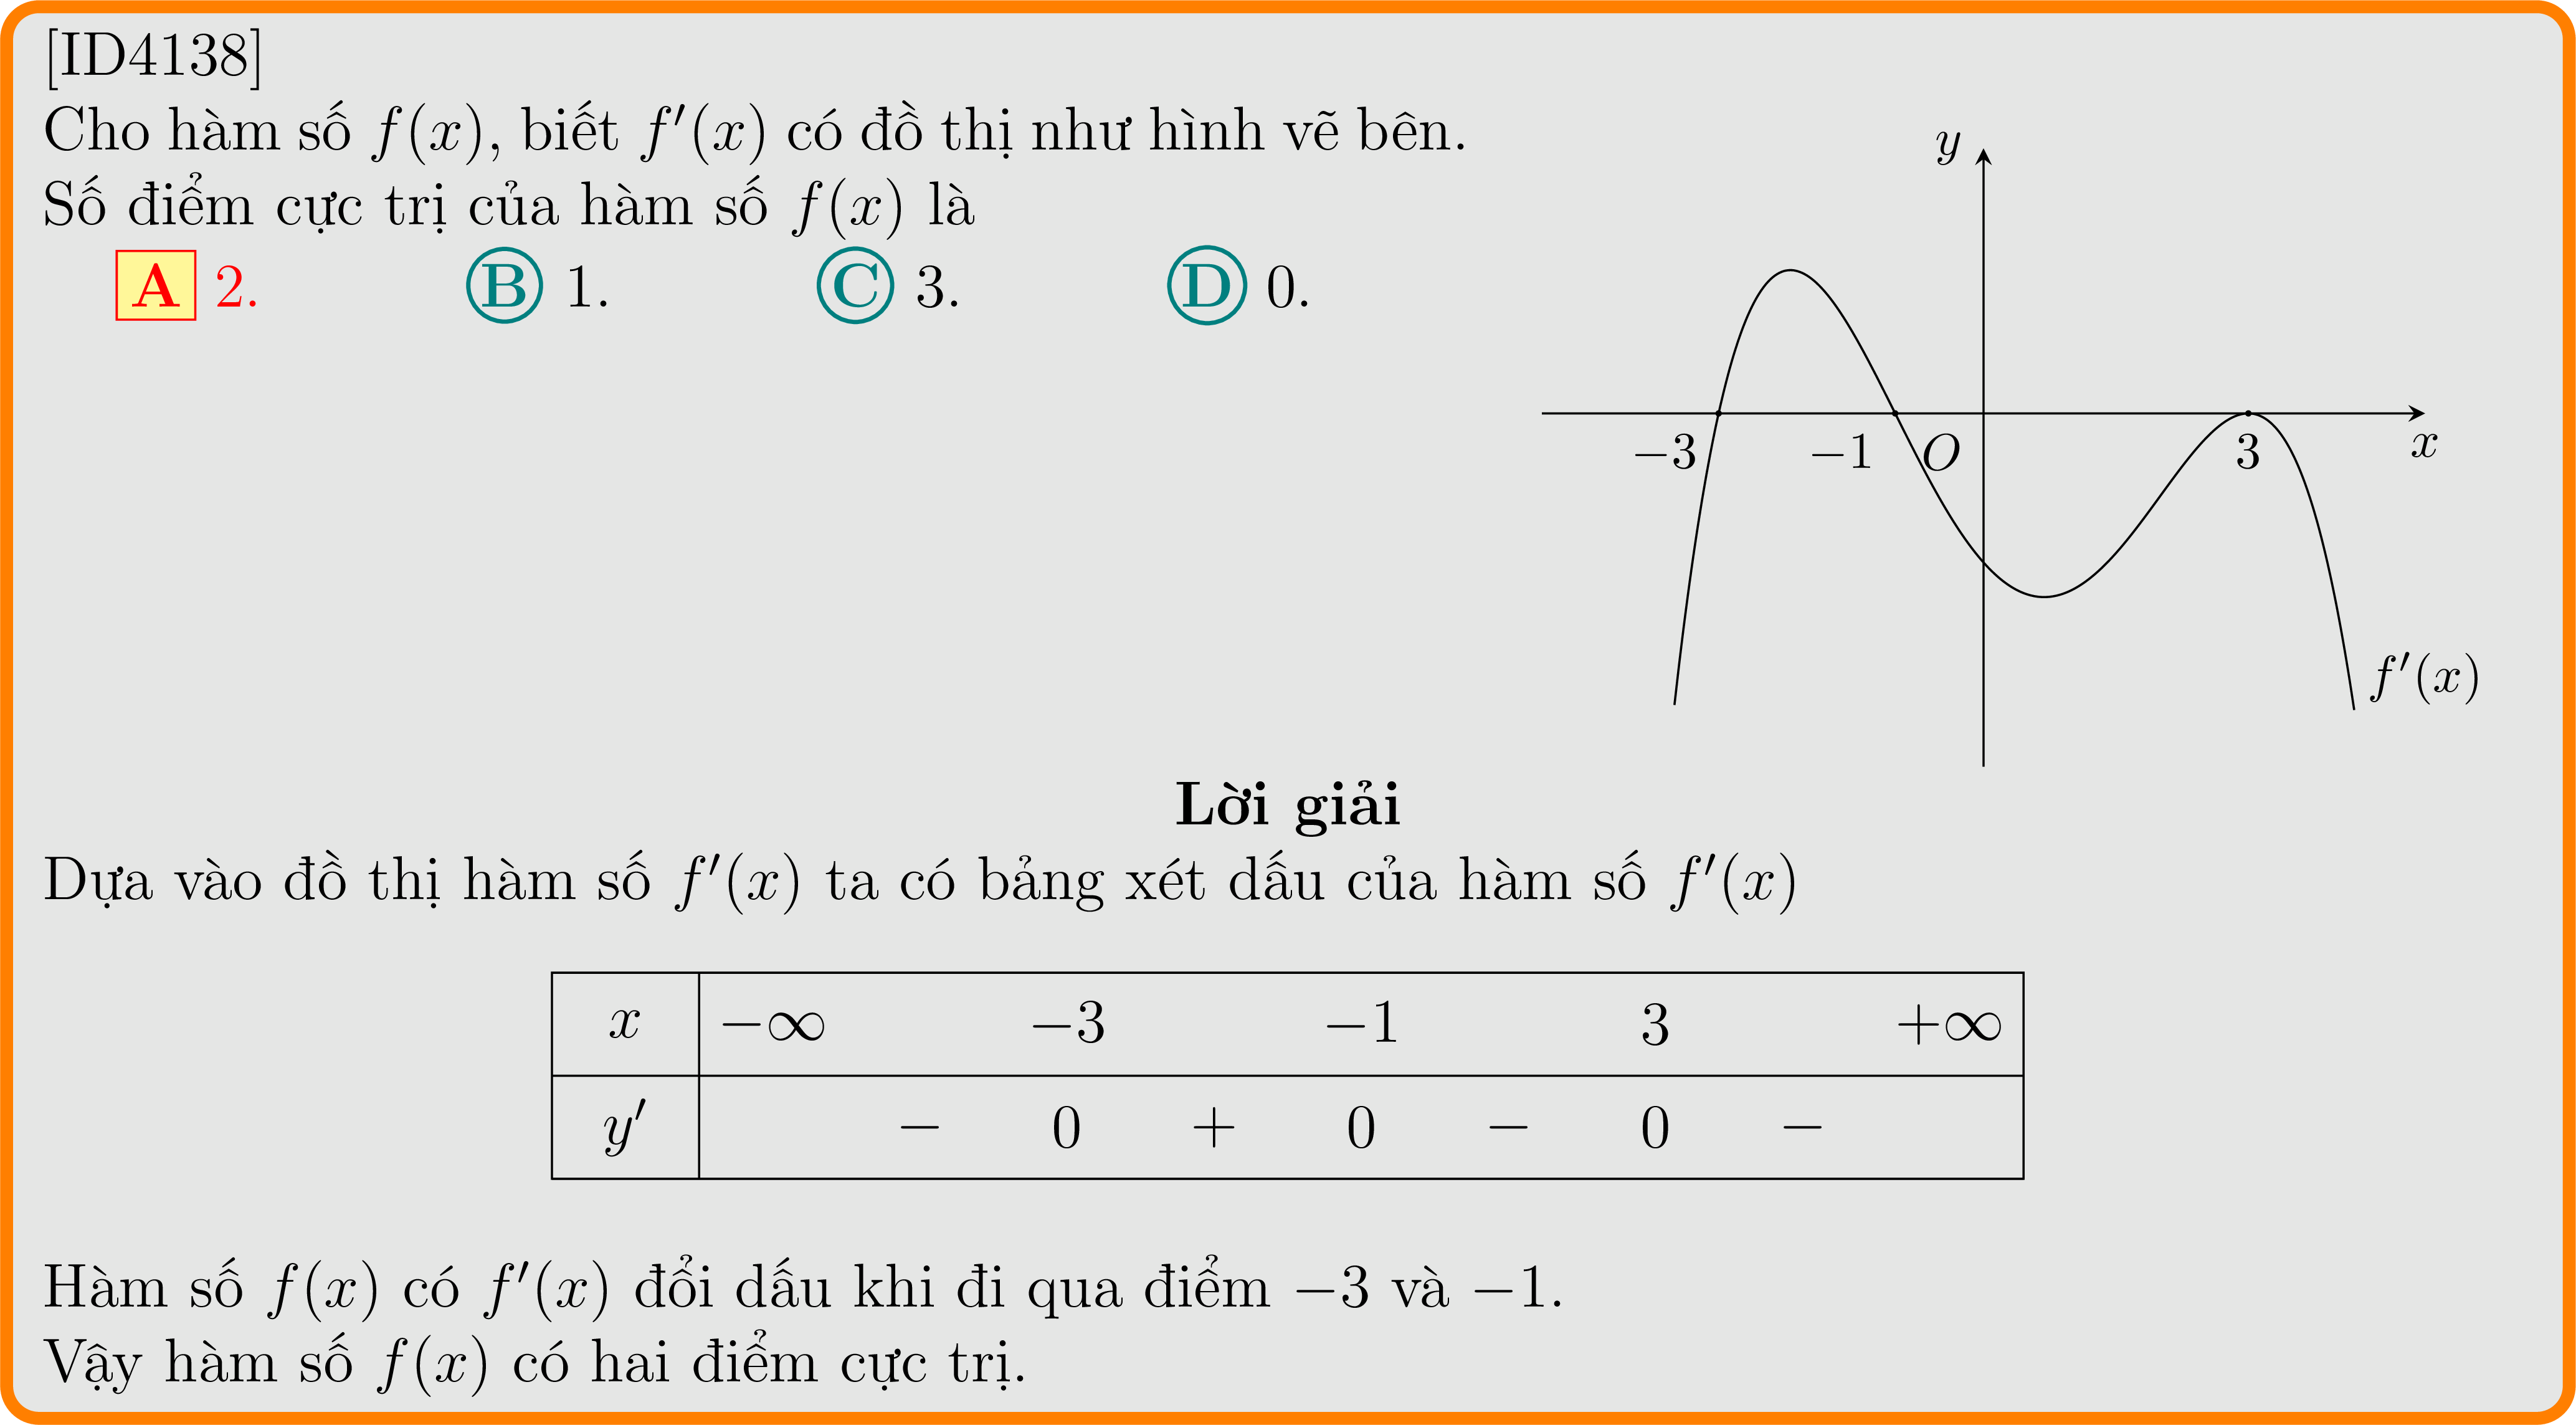 [ID4138]
Cho hàm số f(x), biết f′(x) có đồ thị như hình vẽ bên.
Số điểm cực trị của hàm số f(x) là
A 2. B 1. C 3. D 0.
y
−3 −1 O 3 x
f′(x)
Lời giải
Dựa vào đồ thị hàm số f′(x) ta có bảng xét dấu của hàm số f′(x)
x −∞ −3 −1 3 +∞
y′ − 0 + 0 − 0 −
Hàm số f(x) có f′(x) đổi dấu khi đi qua điểm −3 và −1.
Vậy hàm số f(x) có hai điểm cực trị.